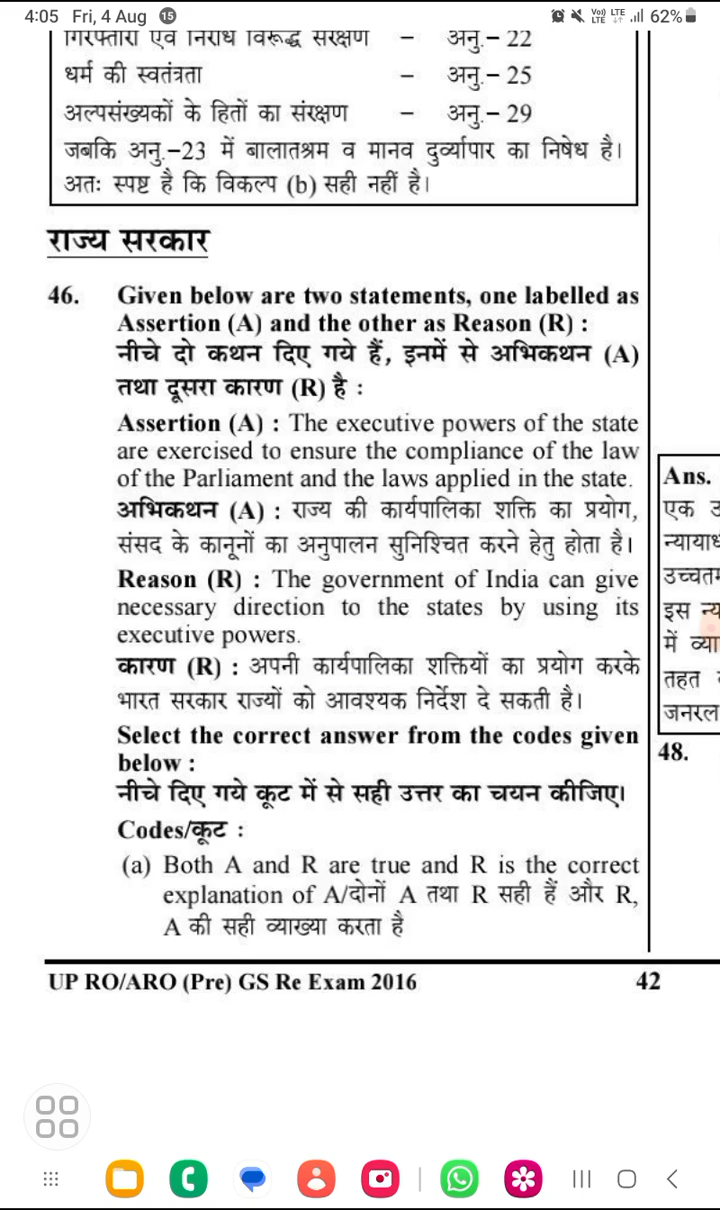 4:05 Fri, 4 Aug 15
Vo)) LTE LTE 62%
गिरफ्तारी एवं निरोध विरूद्ध संरक्षण – अनु.– 22
धर्म की स्वतंत्रता – अनु.– 25
अल्पसंख्यकों के हितों का संरक्षण – अनु.– 29
जबकि अनु.–23 में बालातश्रम व मानव दुर्व्यापार का निषेध है।
अतः स्पष्ट है कि विकल्प (b) सही नहीं है।
राज्य सरकार
46. Given below are two statements, one labelled as
Assertion (A) and the other as Reason (R) :
नीचे दो कथन दिए गये हैं, इनमें से अभिकथन (A)
तथा दूसरा कारण (R) है :
Assertion (A) : The executive powers of the state
are exercised to ensure the compliance of the law
of the Parliament and the laws applied in the state.
अभिकथन (A) : राज्य की कार्यपालिका शक्ति का प्रयोग,
संसद के कानूनों का अनुपालन सुनिश्चित करने हेतु होता है।
Reason (R) : The government of India can give
necessary direction to the states by using its
executive powers.
कारण (R) : अपनी कार्यपालिका शक्तियों का प्रयोग करके
भारत सरकार राज्यों को आवश्यक निर्देश दे सकती है।
Select the correct answer from the codes given
below :
नीचे दिए गये कूट में से सही उत्तर का चयन कीजिए।
Codes/कूट :
(a) Both A and R are true and R is the correct
explanation of A/दोनों A तथा R सही हैं और R,
A की सही व्याख्या करता है
UP RO/ARO (Pre) GS Re Exam 2016 42
Ans.
एक
इस
तहत
जनरल
48.